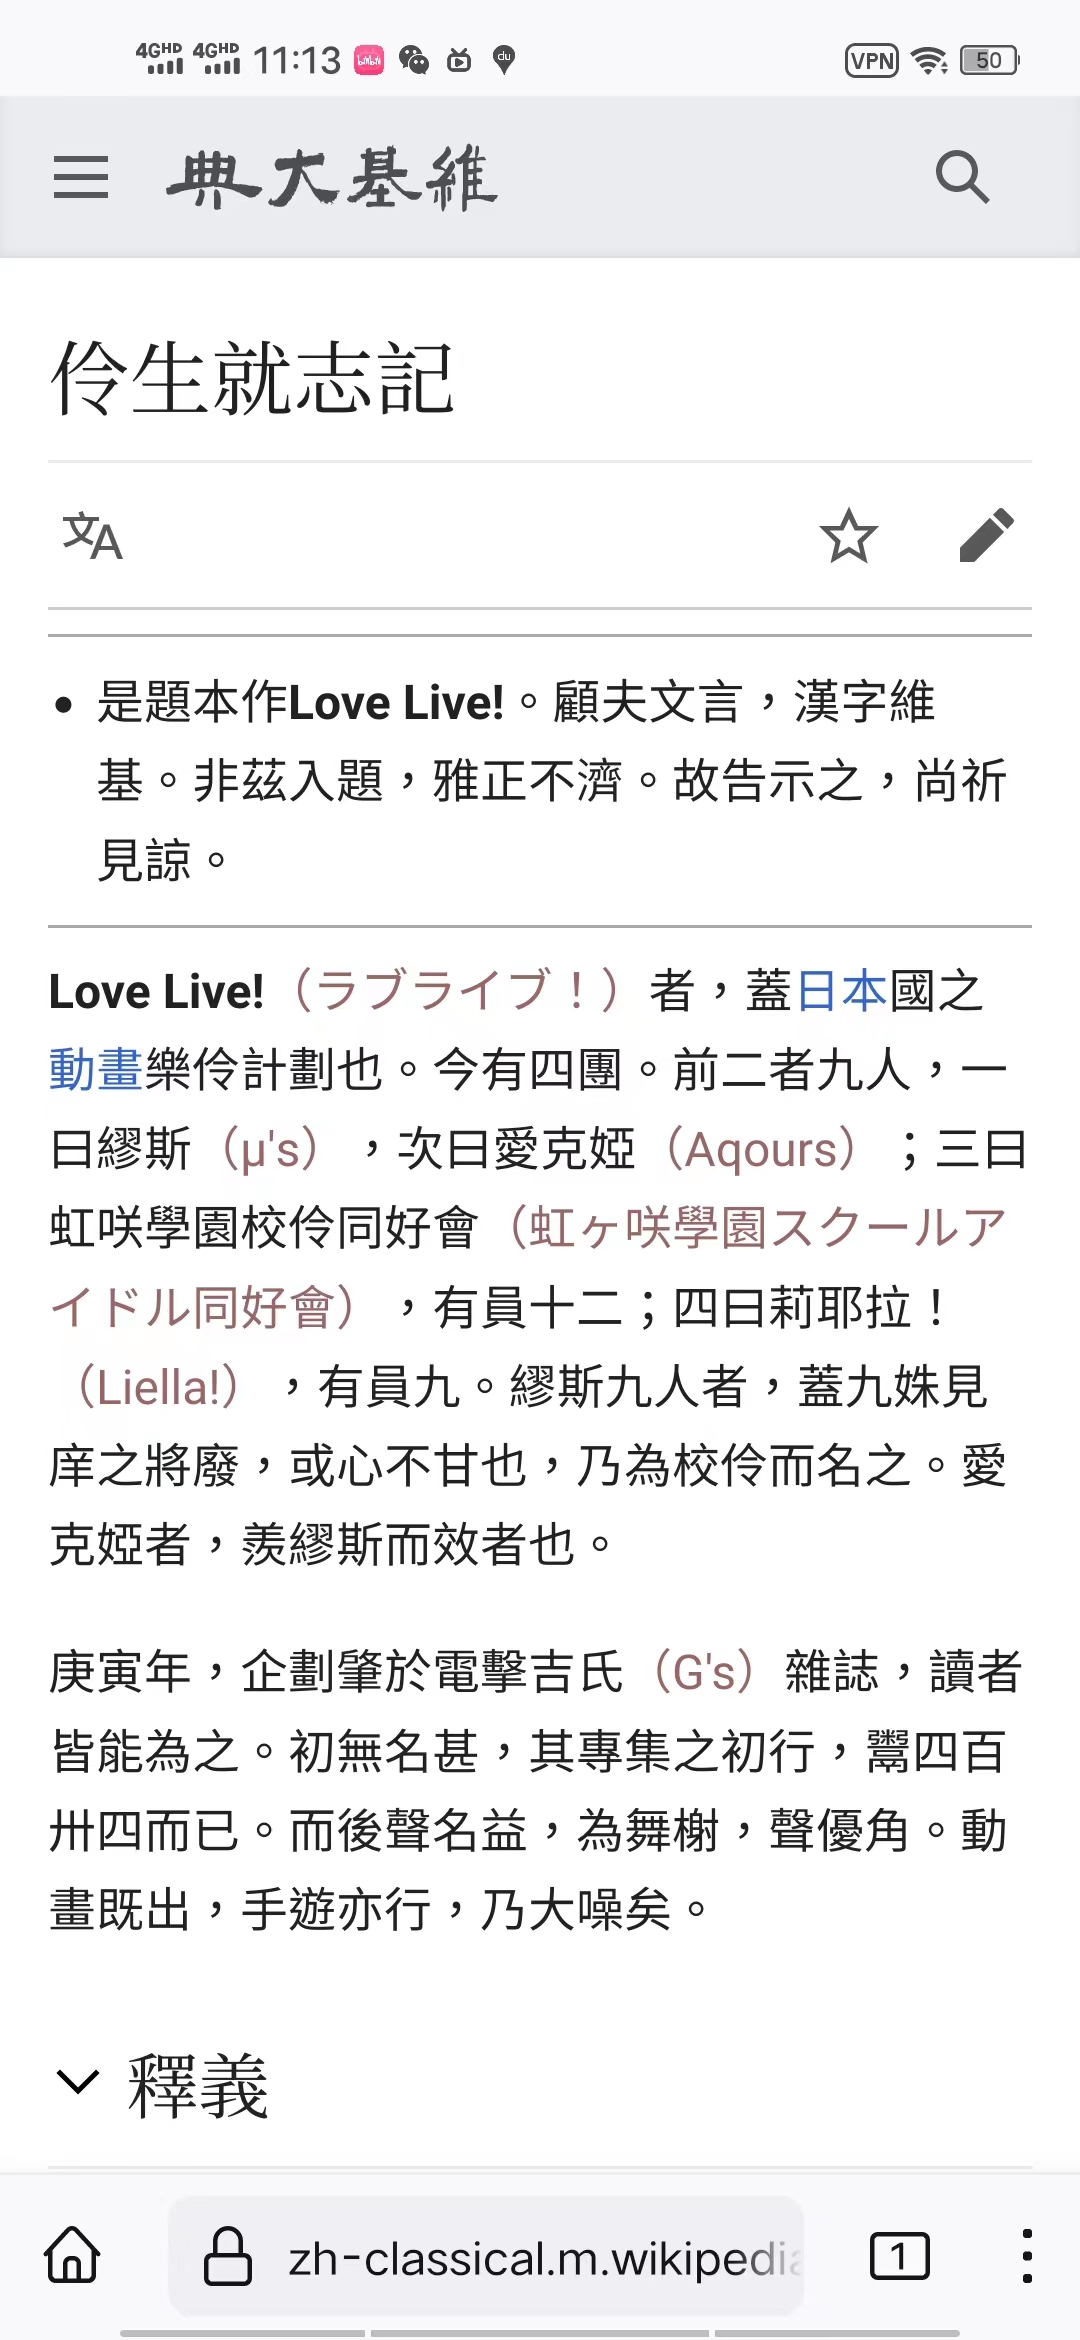 4GHD 4GHD 11:13 bilibili du VPN 50
典大基維
伶生就志記
文A
• 是題本作Love Live!。顧夫文言，漢字維
基。非茲入題，雅正不濟。故告示之，尚祈
見諒。
Love Live!（ラブライブ！）者，蓋日本國之
動畫樂伶計劃也。今有四團。前二者九人，一
曰繆斯（μ's），次曰愛克婭（Aqours）；三曰
虹咲學園校伶同好會（虹ヶ咲學園スクールア
イドル同好會），有員十二；四曰莉耶拉！
（Liella!），有員九。繆斯九人者，蓋九姝見
庠之將廢，或心不甘也，乃為校伶而名之。愛
克婭者，羨繆斯而效者也。
庚寅年，企劃肇於電擊吉氏（G's）雜誌，讀者
皆能為之。初無名甚，其專集之初行，鬻四百
卅四而已。而後聲名益，為舞榭，聲優角。動
畫既出，手遊亦行，乃大噪矣。
釋義
zh-classical.m.wikipedia
1